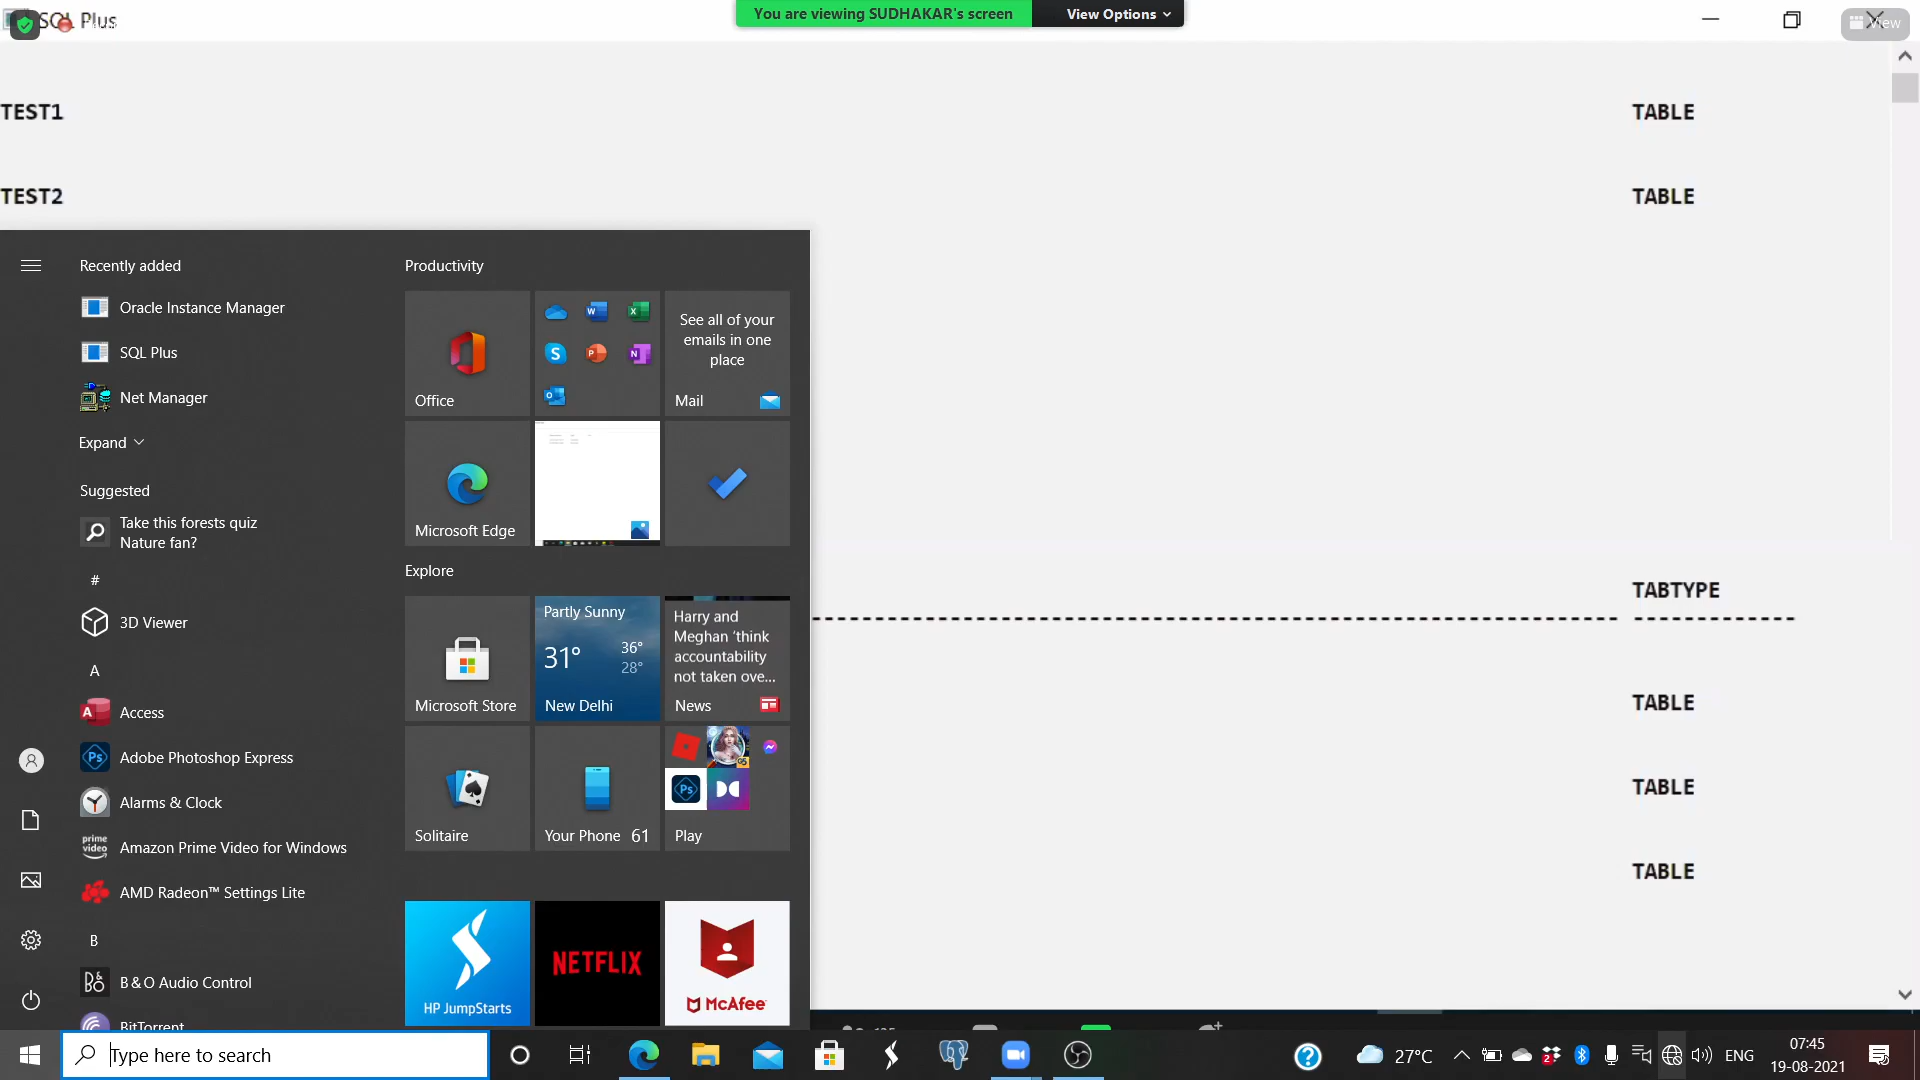 SQL Plus
You are viewing SUDHAKAR's screen
View Options
View
TEST1 TABLE
TEST2 TABLE
TABTYPE
TABLE
TABLE
TABLE
Recently added
Oracle Instance Manager
SQL Plus
Net Manager
Expand
Suggested
Take this forests quiz
Nature fan?
#
3D Viewer
A
Access
Adobe Photoshop Express
Alarms & Clock
prime
video
Amazon Prime Video for Windows
AMD Radeon™ Settings Lite
B
B&O Audio Control
BitTorrent
Productivity
Office
See all of your
emails in one
place
Mail
Microsoft Edge
Explore
Microsoft Store
Partly Sunny
31°
36°
28°
New Delhi
Harry and
Meghan ‘think
accountability
not taken ove...
News
Solitaire
Your Phone 61
Play
HP JumpStarts
NETFLIX
McAfee
Type here to search
27°C
ENG
07:45
19-08-2021